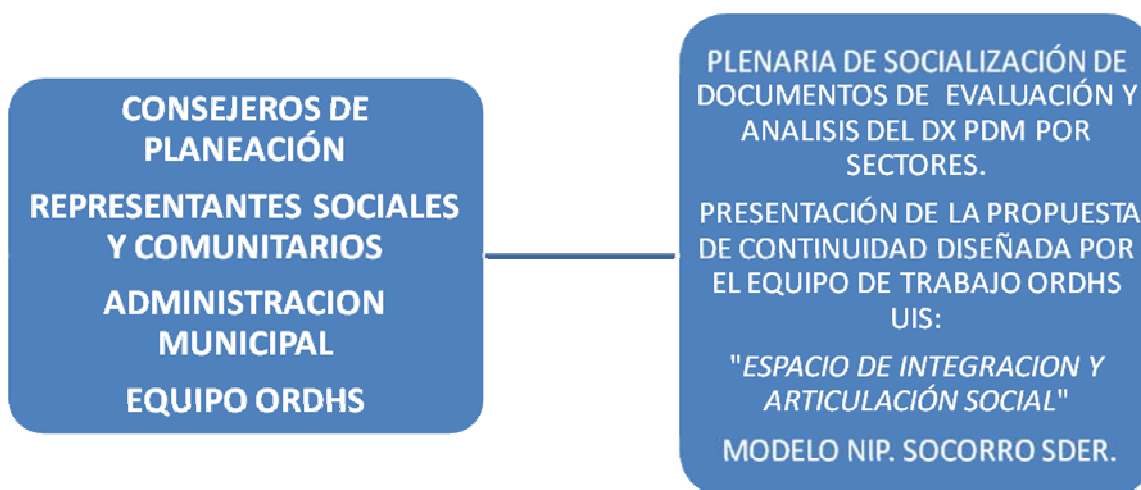 CONSEJEROS DE
PLANEACIÓN
REPRESENTANTES SOCIALES
Y COMUNITARIOS
ADMINISTRACION
MUNICIPAL
EQUIPO ORDHS
PLENARIA DE SOCIALIZACIÓN DE
DOCUMENTOS DE EVALUACIÓN Y
ANALISIS DEL DX PDM POR
SECTORES.
PRESENTACIÓN DE LA PROPUESTA
DE CONTINUIDAD DISEÑADA POR
EL EQUIPO DE TRABAJO ORDHS
UIS:
"ESPACIO DE INTEGRACION Y
ARTICULACIÓN SOCIAL"
MODELO NIP. SOCORRO SDER.